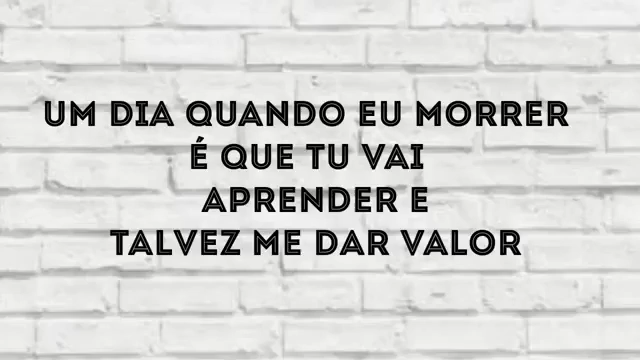 UM DIA QUANDO EU MORRER
É QUE TU VAI
APRENDER E
TALVEZ ME DAR VALOR